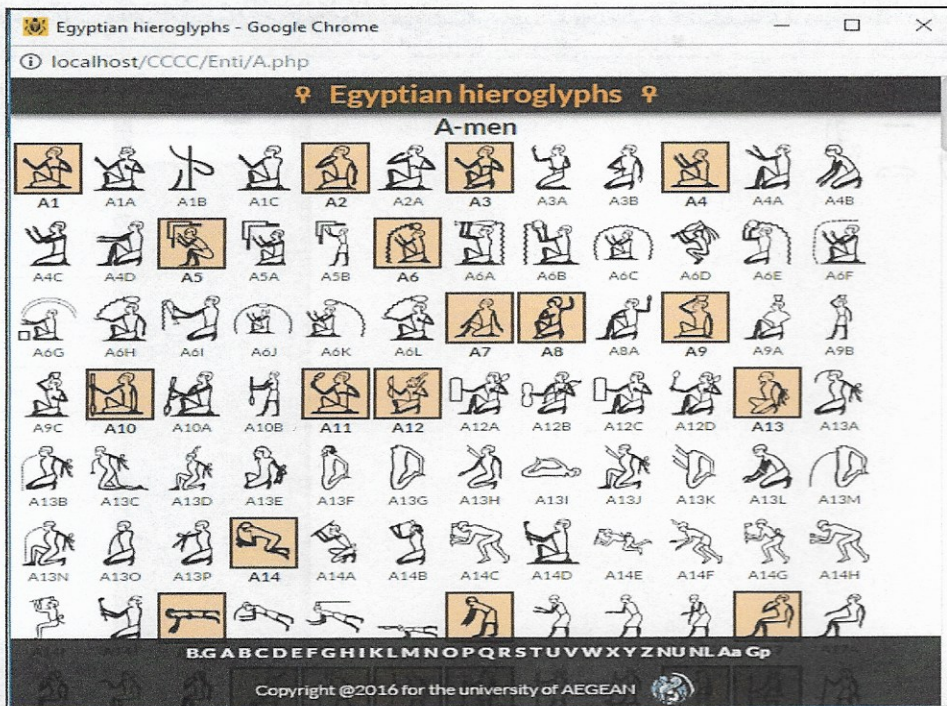 Egyptian hieroglyphs - Google Chrome
localhost/CCCC/Enti/A.php
Egyptian hieroglyphs
A-men
A1 A1A A1B A1C A2 A2A A3 A3A A3B A4 A4A A4B
A4C A4D A5 A5A A5B A6 A6A A6B A6C A6D A6E A6F
A6G A6H A6I A6J A6K A6L A7 A8 A8A A9 A9A A9B
A9C A10 A10A A10B A11 A12 A12A A12B A12C A12D A13 A13A
A13B A13C A13D A13E A13F A13G A13H A13I A13J A13K A13L A13M
A13N A13O A13P A14 A14A A14B A14C A14D A14E A14F A14G A14H
B.G A B C D E F G H I K L M N O P Q R S T U V W X Y Z NU NL Aa Gp
Copyright @2016 for the university of AEGEAN